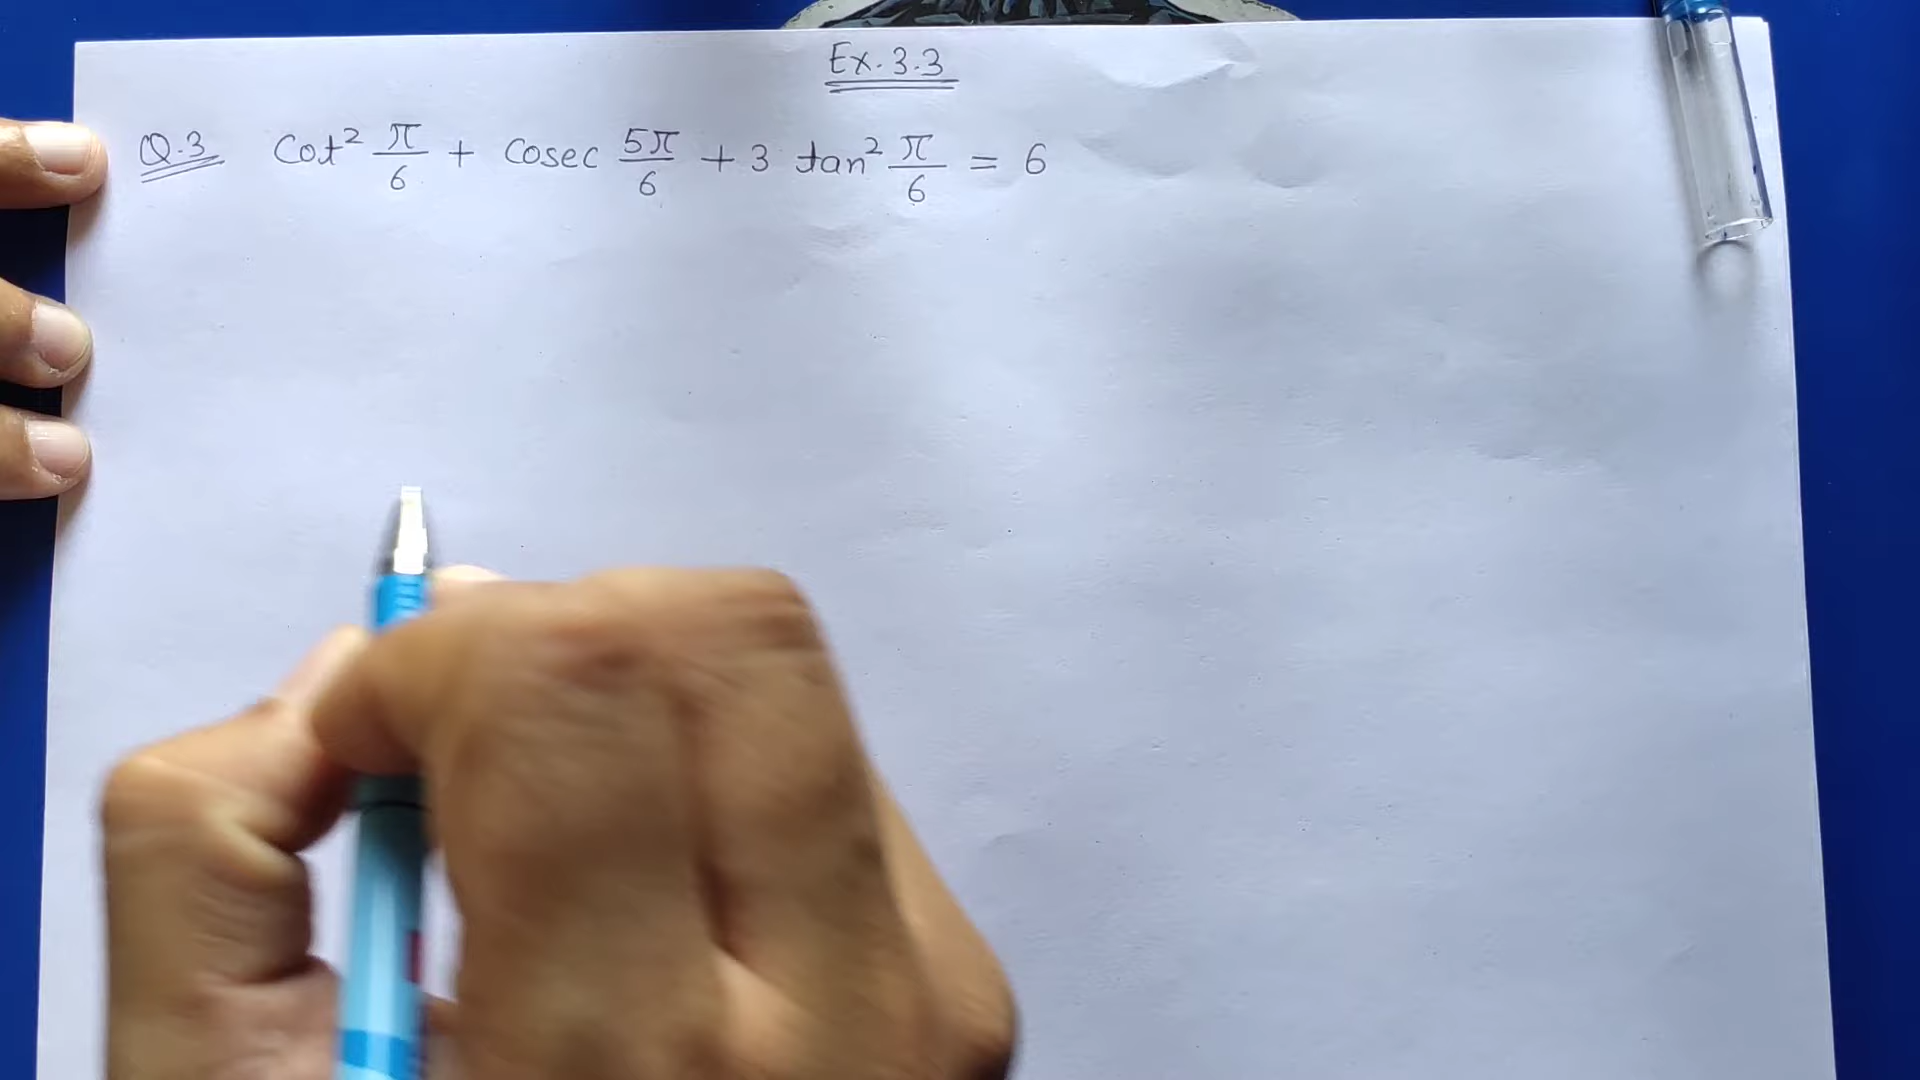 Ex. 3.3
Q.3 Cot² π/6 + Cosec 5π/6 + 3 tan² π/6 = 6